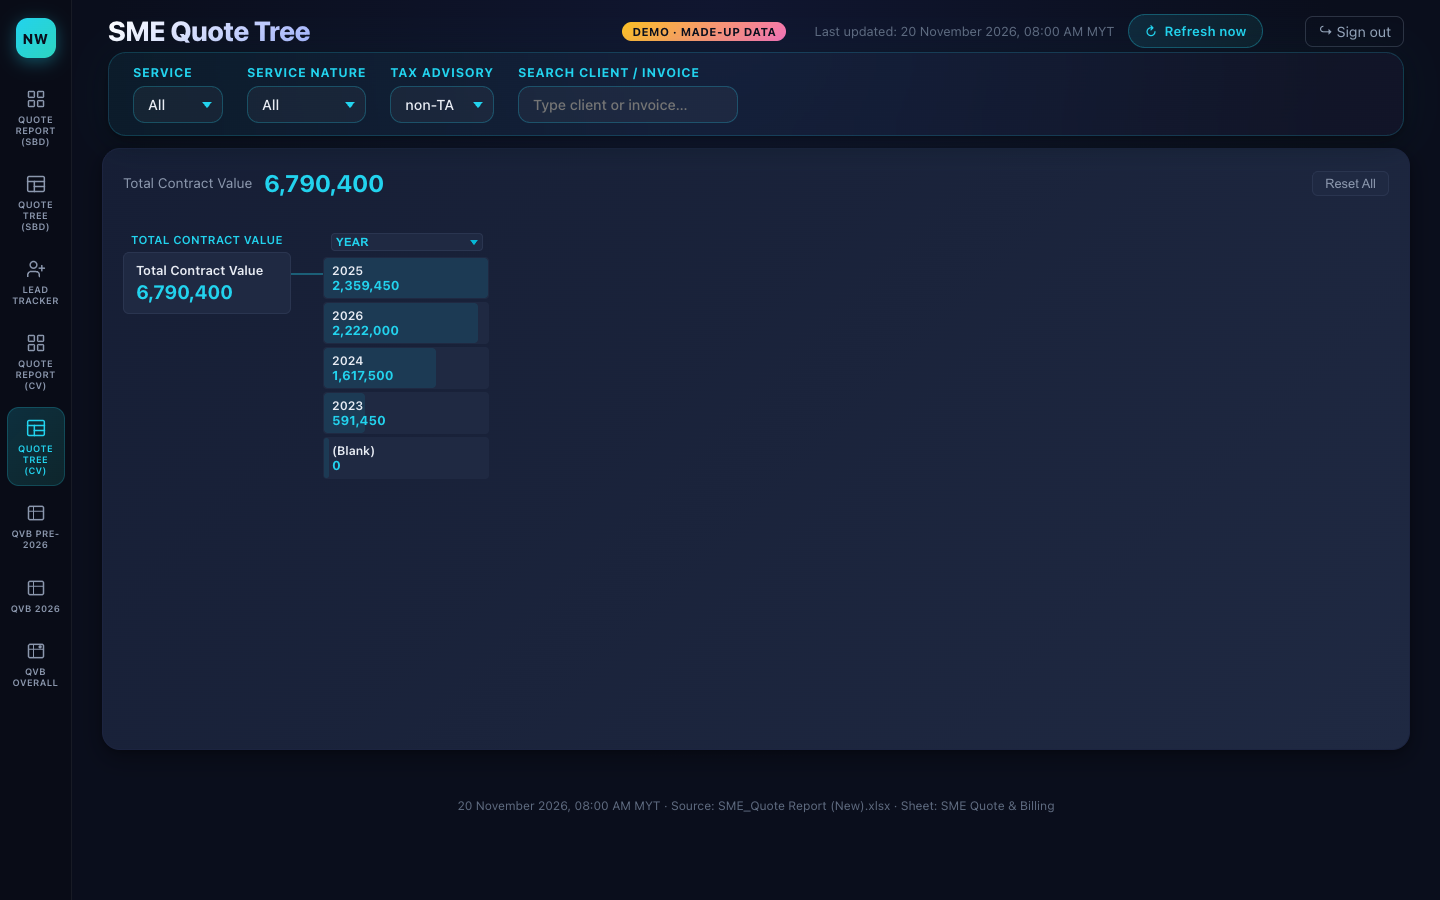 NW
SME Quote Tree
DEMO · MADE-UP DATA
Last updated: 20 November 2026, 08:00 AM MYT
↻ Refresh now
↪ Sign out
QUOTE
REPORT
(SBD)
QUOTE
TREE
(SBD)
LEAD
TRACKER
QUOTE
REPORT
(CV)
QUOTE
TREE
(CV)
QVB PRE-
2026
QVB 2026
QVB
OVERALL
SERVICE
All
SERVICE NATURE
All
TAX ADVISORY
non-TA
SEARCH CLIENT / INVOICE
Type client or invoice...
Total Contract Value 6,790,400
Reset All
TOTAL CONTRACT VALUE
Total Contract Value
6,790,400
YEAR
2025
2,359,450
2026
2,222,000
2024
1,617,500
2023
591,450
(Blank)
0
20 November 2026, 08:00 AM MYT · Source: SME_Quote Report (New).xlsx · Sheet: SME Quote & Billing